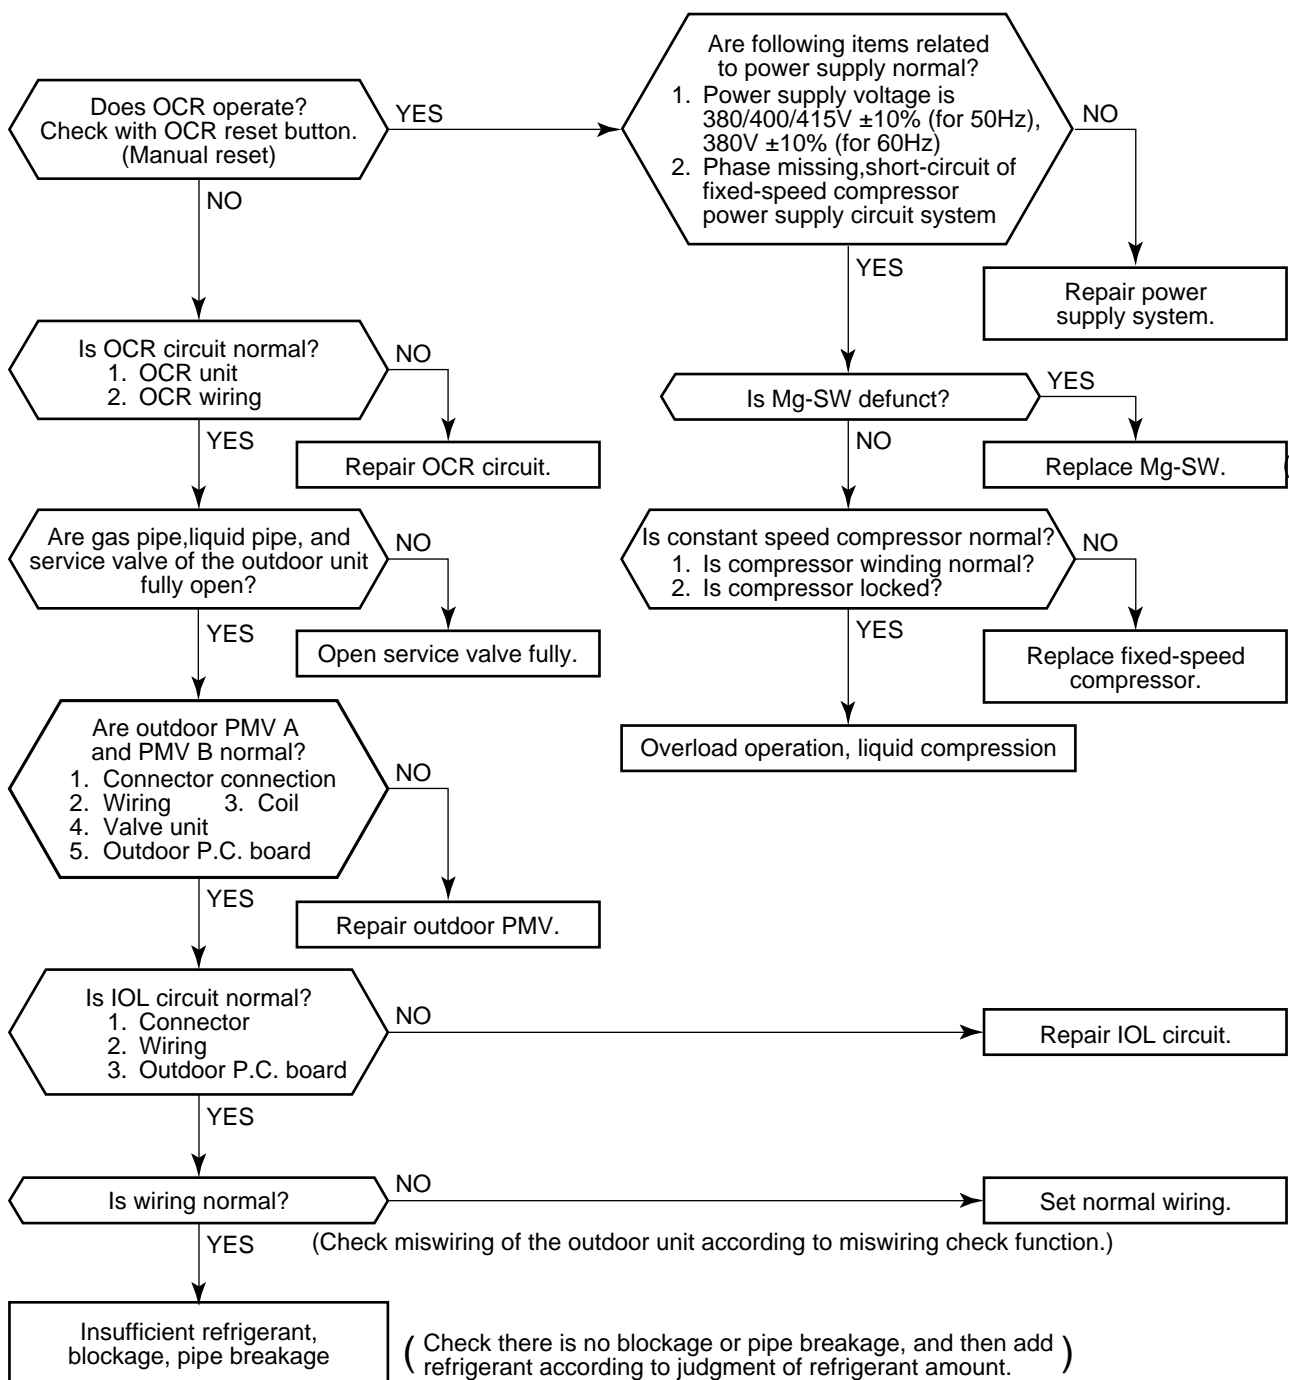 Does OCR operate?
Check with OCR reset button.
(Manual reset)
YES
NO
Are following items related
to power supply normal?
1. Power supply voltage is
380/400/415V ±10% (for 50Hz),
380V ±10% (for 60Hz)
2. Phase missing,short-circuit of
fixed-speed compressor
power supply circuit system
NO
YES
Repair power
supply system.
Is OCR circuit normal?
1. OCR unit
2. OCR wiring
NO
YES
Repair OCR circuit.
Is Mg-SW defunct?
YES
NO
Replace Mg-SW.
(
Are gas pipe,liquid pipe, and
service valve of the outdoor unit
fully open?
NO
YES
Open service valve fully.
Is constant speed compressor normal?
1. Is compressor winding normal?
2. Is compressor locked?
NO
YES
Replace fixed-speed
compressor.
Overload operation, liquid compression
Are outdoor PMV A
and PMV B normal?
1. Connector connection
2. Wiring 3. Coil
4. Valve unit
5. Outdoor P.C. board
NO
YES
Repair outdoor PMV.
Is IOL circuit normal?
1. Connector
2. Wiring
3. Outdoor P.C. board
NO
YES
Repair IOL circuit.
Is wiring normal?
NO
YES
Set normal wiring.
(Check miswiring of the outdoor unit according to miswiring check function.)
Insufficient refrigerant,
blockage, pipe breakage
( Check there is no blockage or pipe breakage, and then add
refrigerant according to judgment of refrigerant amount. )